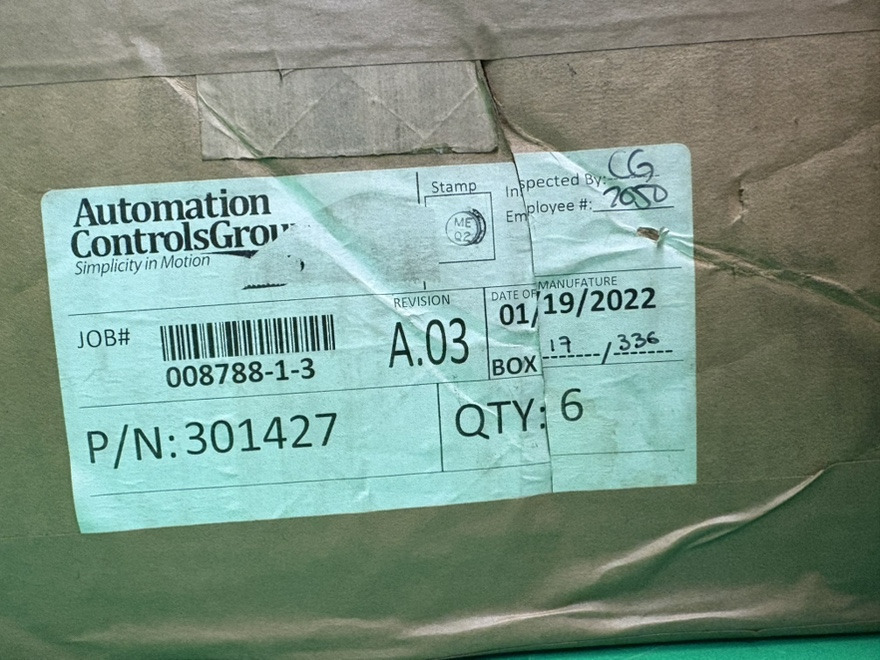 Automation
ControlsGrou
Simplicity in Motion
Stamp
ME
Q2
Inspected By: CG
Employee #: 2050
JOB#
008788-1-3
REVISION
A.03
DATE OF MANUFATURE
01/19/2022
BOX 17 / 336
P/N: 301427
QTY: 6